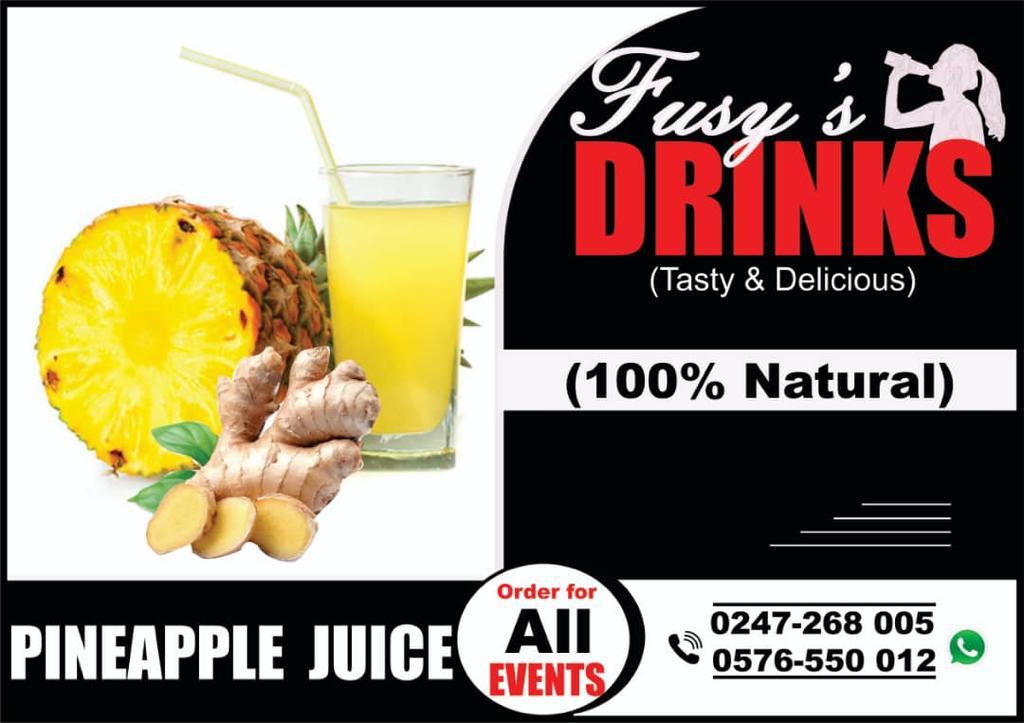 Fusy's
DRINKS
(Tasty & Delicious)
(100% Natural)
PINEAPPLE JUICE
Order for
All
EVENTS
0247-268 005
0576-550 012